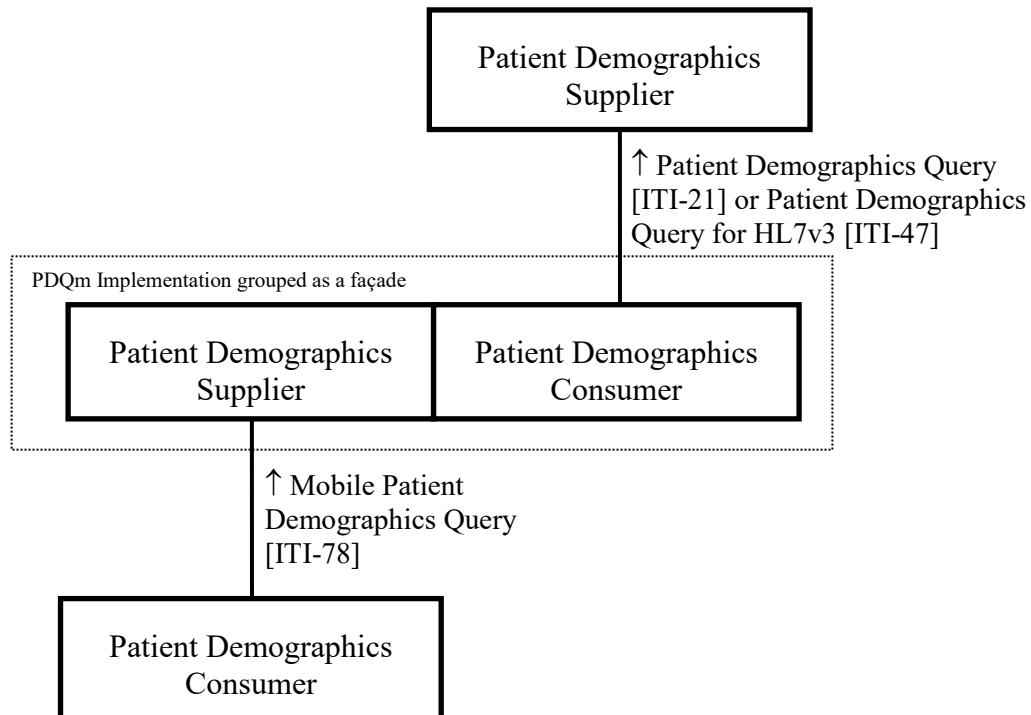 Patient Demographics
Supplier
↑ Patient Demographics Query
[ITI-21] or Patient Demographics
Query for HL7v3 [ITI-47]
PDQm Implementation grouped as a façade
Patient Demographics
Supplier
Patient Demographics
Consumer
↑ Mobile Patient
Demographics Query
[ITI-78]
Patient Demographics
Consumer